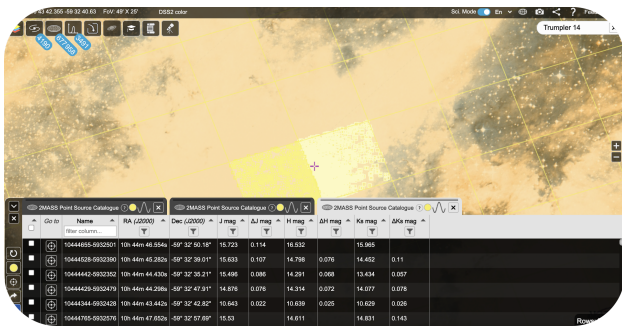 43 42.355 -59 32 40.63 FoV: 49' X 25' DSS2 color Sci. Mode En ?
4190 677958 3481
Trumpler 14
2MASS Point Source Catalogue 2MASS Point Source Catalogue 2MASS Point Source Catalogue
Go to Name RA (J2000) Dec (J2000) J mag ΔJ mag H mag ΔH mag Ks mag ΔKs mag
filter column...
10444655-5932501 10h 44m 46.554s -59° 32' 50.18" 15.723 0.114 16.532 15.965
10444528-5932390 10h 44m 45.282s -59° 32' 39.01" 15.633 0.107 14.798 0.076 14.452 0.11
10444442-5932352 10h 44m 44.430s -59° 32' 35.21" 15.496 0.086 14.291 0.068 13.434 0.057
10444429-5932479 10h 44m 44.298s -59° 32' 47.91" 14.876 0.076 14.314 0.072 14.077 0.078
10444344-5932428 10h 44m 43.442s -59° 32' 42.82" 10.643 0.022 10.639 0.025 10.629 0.026
10444765-5932576 10h 44m 47.652s -59° 32' 57.69" 15.53 14.611 14.831 0.143